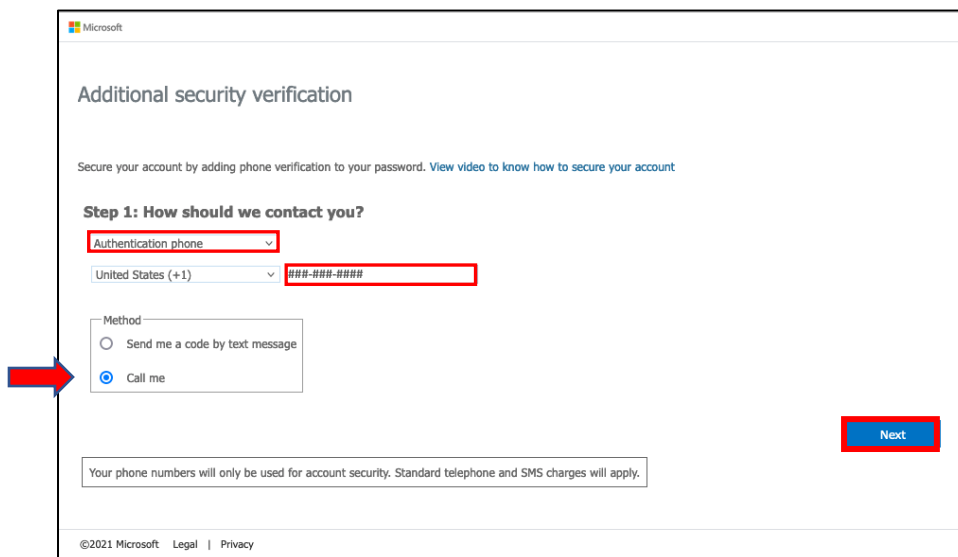 Microsoft
Additional security verification
Secure your account by adding phone verification to your password. View video to know how to secure your account
Step 1: How should we contact you?
Authentication phone
United States (+1) ###-###-####
Method
Send me a code by text message
Call me
Next
Your phone numbers will only be used for account security. Standard telephone and SMS charges will apply.
©2021 Microsoft Legal | Privacy